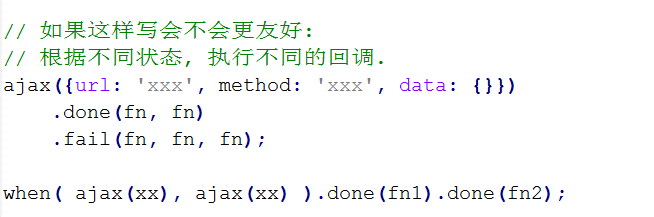 // 如果这样写会不会更友好:
// 根据不同状态, 执行不同的回调.
ajax({url: 'xxx', method: 'xxx', data: {}})
    .done(fn, fn)
    .fail(fn, fn, fn);

when( ajax(xx), ajax(xx) ).done(fn1).done(fn2);